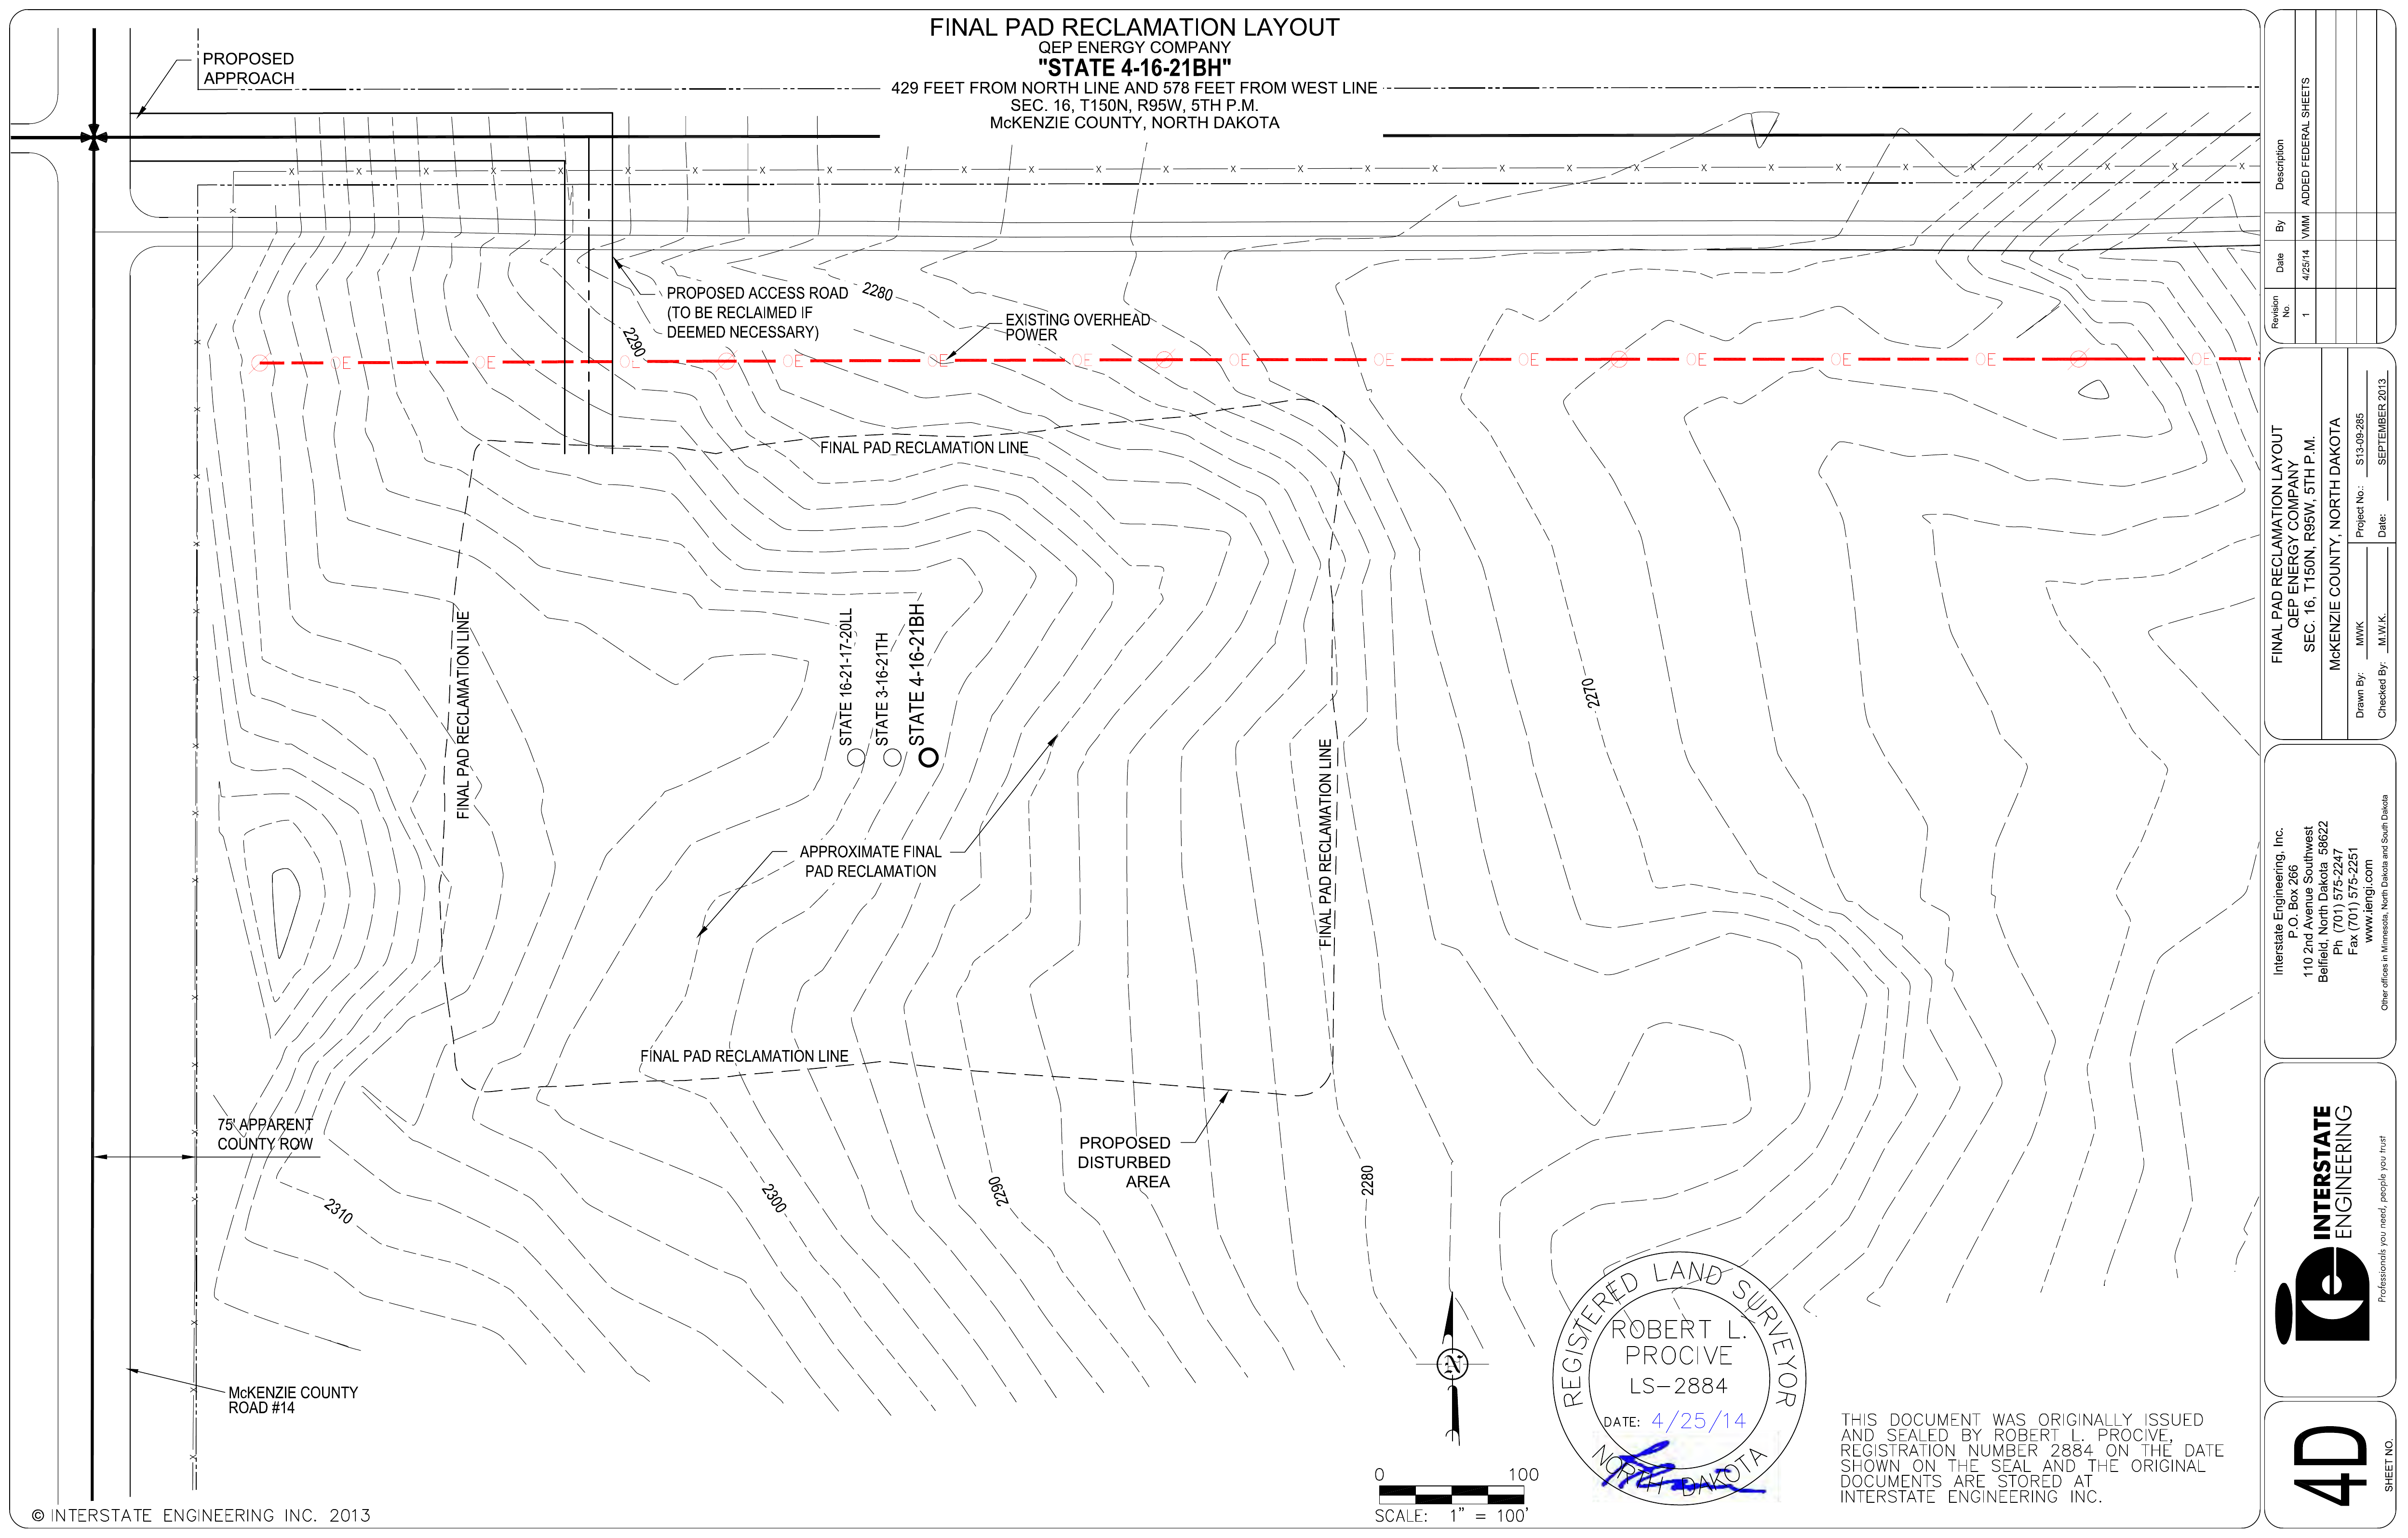 FINAL PAD RECLAMATION LAYOUT
QEP ENERGY COMPANY
"STATE 4-16-21BH"
429 FEET FROM NORTH LINE AND 578 FEET FROM WEST LINE
SEC. 16, T150N, R95W, 5TH P.M.
McKENZIE COUNTY, NORTH DAKOTA
PROPOSED
APPROACH
PROPOSED ACCESS ROAD
(TO BE RECLAIMED IF
DEEMED NECESSARY)
2280
2290
EXISTING OVERHEAD
POWER
OE OE OE OE OE OE OE OE OE OE OE OE OE
FINAL PAD RECLAMATION LINE
FINAL PAD RECLAMATION LINE
STATE 16-21-17-20LL
STATE 3-16-21TH
STATE 4-16-21BH
2270
FINAL PAD RECLAMATION LINE
APPROXIMATE FINAL
PAD RECLAMATION
FINAL PAD RECLAMATION LINE
75' APPARENT
COUNTY ROW
PROPOSED
DISTURBED
AREA
2310
2300
2290
2280
McKENZIE COUNTY
ROAD #14
N
0 100
SCALE: 1" = 100'
REGISTERED LAND SURVEYOR
ROBERT L.
PROCIVE
LS-2884
DATE: 4/25/14
NORTH DAKOTA
THIS DOCUMENT WAS ORIGINALLY ISSUED
AND SEALED BY ROBERT L. PROCIVE,
REGISTRATION NUMBER 2884 ON THE DATE
SHOWN ON THE SEAL AND THE ORIGINAL
DOCUMENTS ARE STORED AT
INTERSTATE ENGINEERING INC.
© INTERSTATE ENGINEERING INC. 2013
Revision No. Date By Description
1 4/25/14 VMM ADDED FEDERAL SHEETS
FINAL PAD RECLAMATION LAYOUT
QEP ENERGY COMPANY
SEC. 16, T150N, R95W, 5TH P.M.
McKENZIE COUNTY, NORTH DAKOTA
Drawn By: MWK Project No.: S13-09-285
Checked By: M.W.K. Date: SEPTEMBER 2013
Interstate Engineering, Inc.
P.O. Box 266
110 2nd Avenue Southwest
Belfield, North Dakota 58622
Ph (701) 575-2247
Fax (701) 575-2251
www.iengi.com
Other offices in Minnesota, North Dakota and South Dakota
INTERSTATE
ENGINEERING
Professionals you need, people you trust
4D
SHEET NO.